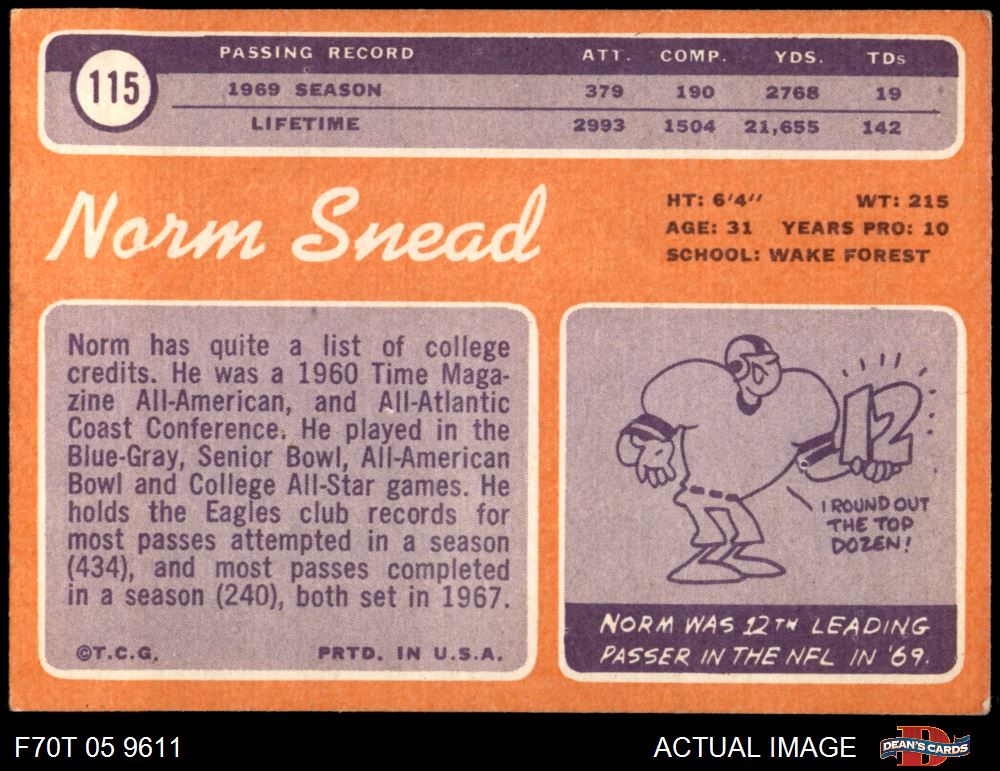 115
PASSING RECORD ATT. COMP. YDS. TDs
1969 SEASON 379 190 2768 19
LIFETIME 2993 1504 21,655 142
Norm Snead
HT: 6'4'' WT: 215
AGE: 31 YEARS PRO: 10
SCHOOL: WAKE FOREST
Norm has quite a list of college
credits. He was a 1960 Time Maga-
zine All-American, and All-Atlantic
Coast Conference. He played in the
Blue-Gray, Senior Bowl, All-American
Bowl and College All-Star games. He
holds the Eagles club records for
most passes attempted in a season
(434), and most passes completed
in a season (240), both set in 1967.
©T.C.G. PRTD. IN U.S.A.
12
I ROUND OUT
THE TOP
DOZEN!
NORM WAS 12TH LEADING
PASSER IN THE NFL IN '69.
F70T 05 9611 ACTUAL IMAGE DEAN'S CARDS